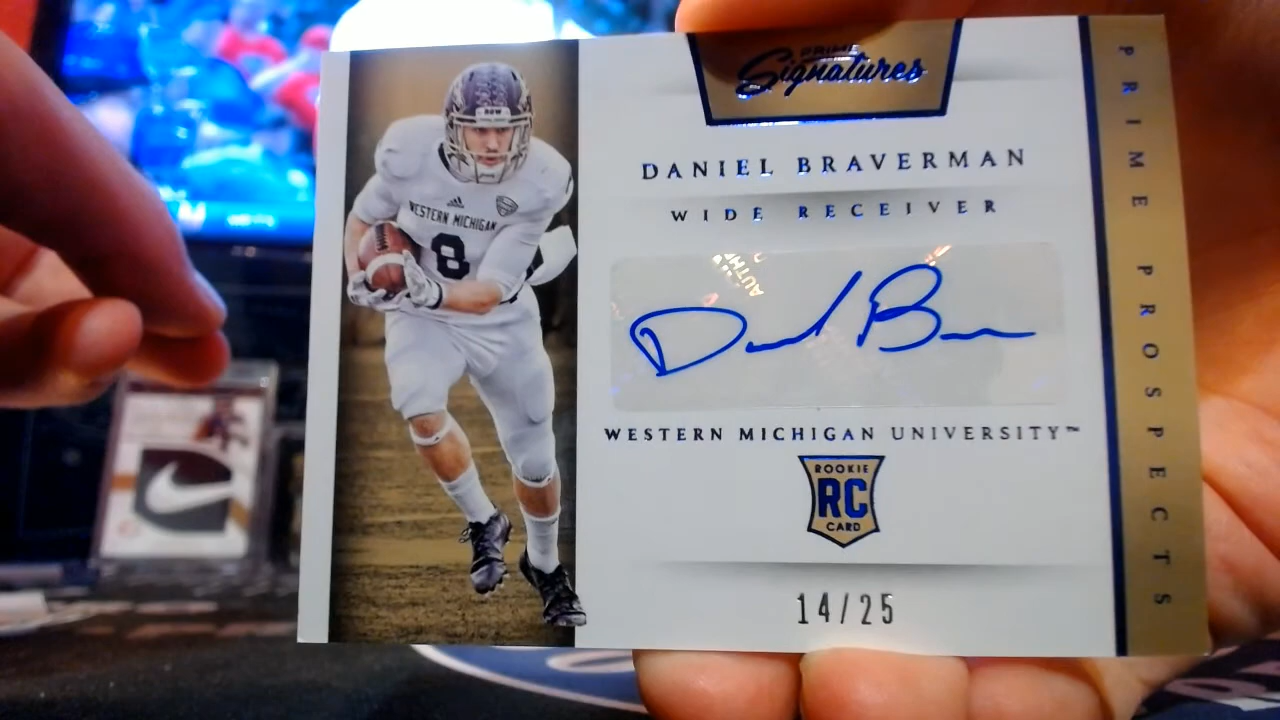 PRIME
Signatures
DANIEL BRAVERMAN
WIDE RECEIVER
AUTH
WESTERN MICHIGAN UNIVERSITY™
ROOKIE
RC
CARD
14/25
PRIME PROSPECTS
WESTERN MICHIGAN
8